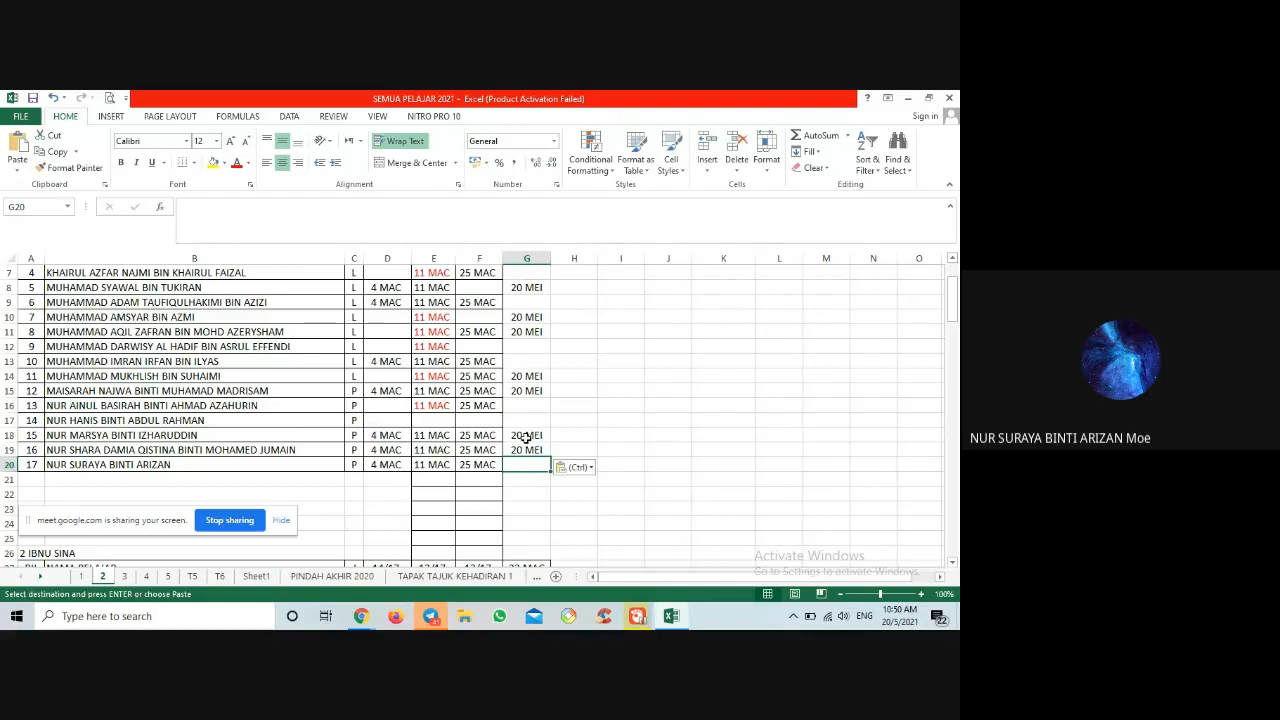 SEMUA PELAJAR 2021 - Excel (Product Activation Failed)
FILE HOME INSERT PAGE LAYOUT FORMULAS DATA REVIEW VIEW NITRO PRO 10 Sign in
Paste
Cut
Copy
Format Painter
Calibri 12
B I U
Wrap Text
Merge & Center
General
Conditional Formatting
Format as Table
Cell Styles
Insert
Delete
Format
AutoSum
Fill
Clear
Sort & Filter
Find & Select
Clipboard Font Alignment Number Styles Cells Editing
G20
fx
A B C D E F G H I J K L M N O
7 4 KHAIRUL AZFAR NAJMI BIN KHAIRUL FAIZAL L 11 MAC 25 MAC
8 5 MUHAMAD SYAWAL BIN TUKIRAN L 4 MAC 11 MAC 20 MEI
9 6 MUHAMMAD ADAM TAUFIQULHAKIMI BIN AZIZI L 4 MAC 11 MAC 25 MAC
10 7 MUHAMMAD AMSYAR BIN AZMI L 11 MAC 20 MEI
11 8 MUHAMMAD AQIL ZAFRAN BIN MOHD AZERYSHAM L 11 MAC 25 MAC 20 MEI
12 9 MUHAMMAD DARWISY AL HADIF BIN ASRUL EFFENDI L 11 MAC
13 10 MUHAMMAD IMRAN IRFAN BIN ILYAS L 4 MAC 11 MAC 25 MAC
14 11 MUHAMMAD MUKHLISH BIN SUHAIMI L 11 MAC 25 MAC 20 MEI
15 12 MAISARAH NAJWA BINTI MUHAMAD MADRISAM P 4 MAC 11 MAC 25 MAC 20 MEI
16 13 NUR AINUL BASIRAH BINTI AHMAD AZAHURIN P 11 MAC 25 MAC
17 14 NUR HANIS BINTI ABDUL RAHMAN P
18 15 NUR MARSYA BINTI IZHARUDDIN P 4 MAC 11 MAC 25 MAC 20 MEI
19 16 NUR SHARA DAMIA QISTINA BINTI MOHAMED JUMAIN P 4 MAC 11 MAC 25 MAC 20 MEI
20 17 NUR SURAYA BINTI ARIZAN P 4 MAC 11 MAC 25 MAC
(Ctrl)
21
22
23
24
25
26 2 IBNU SINA
meet.google.com is sharing your screen. Stop sharing Hide
Activate Windows
Go to Settings to activate Windows.
1 2 3 4 5 T5 T6 Sheet1 PINDAH AKHIR 2020 TAPAK TAJUK KEHADIRAN 1 ...
Select destination and press ENTER or choose Paste
100%
Type here to search
ENG
10:50 AM
20/5/2021
22
NUR SURAYA BINTI ARIZAN Moe